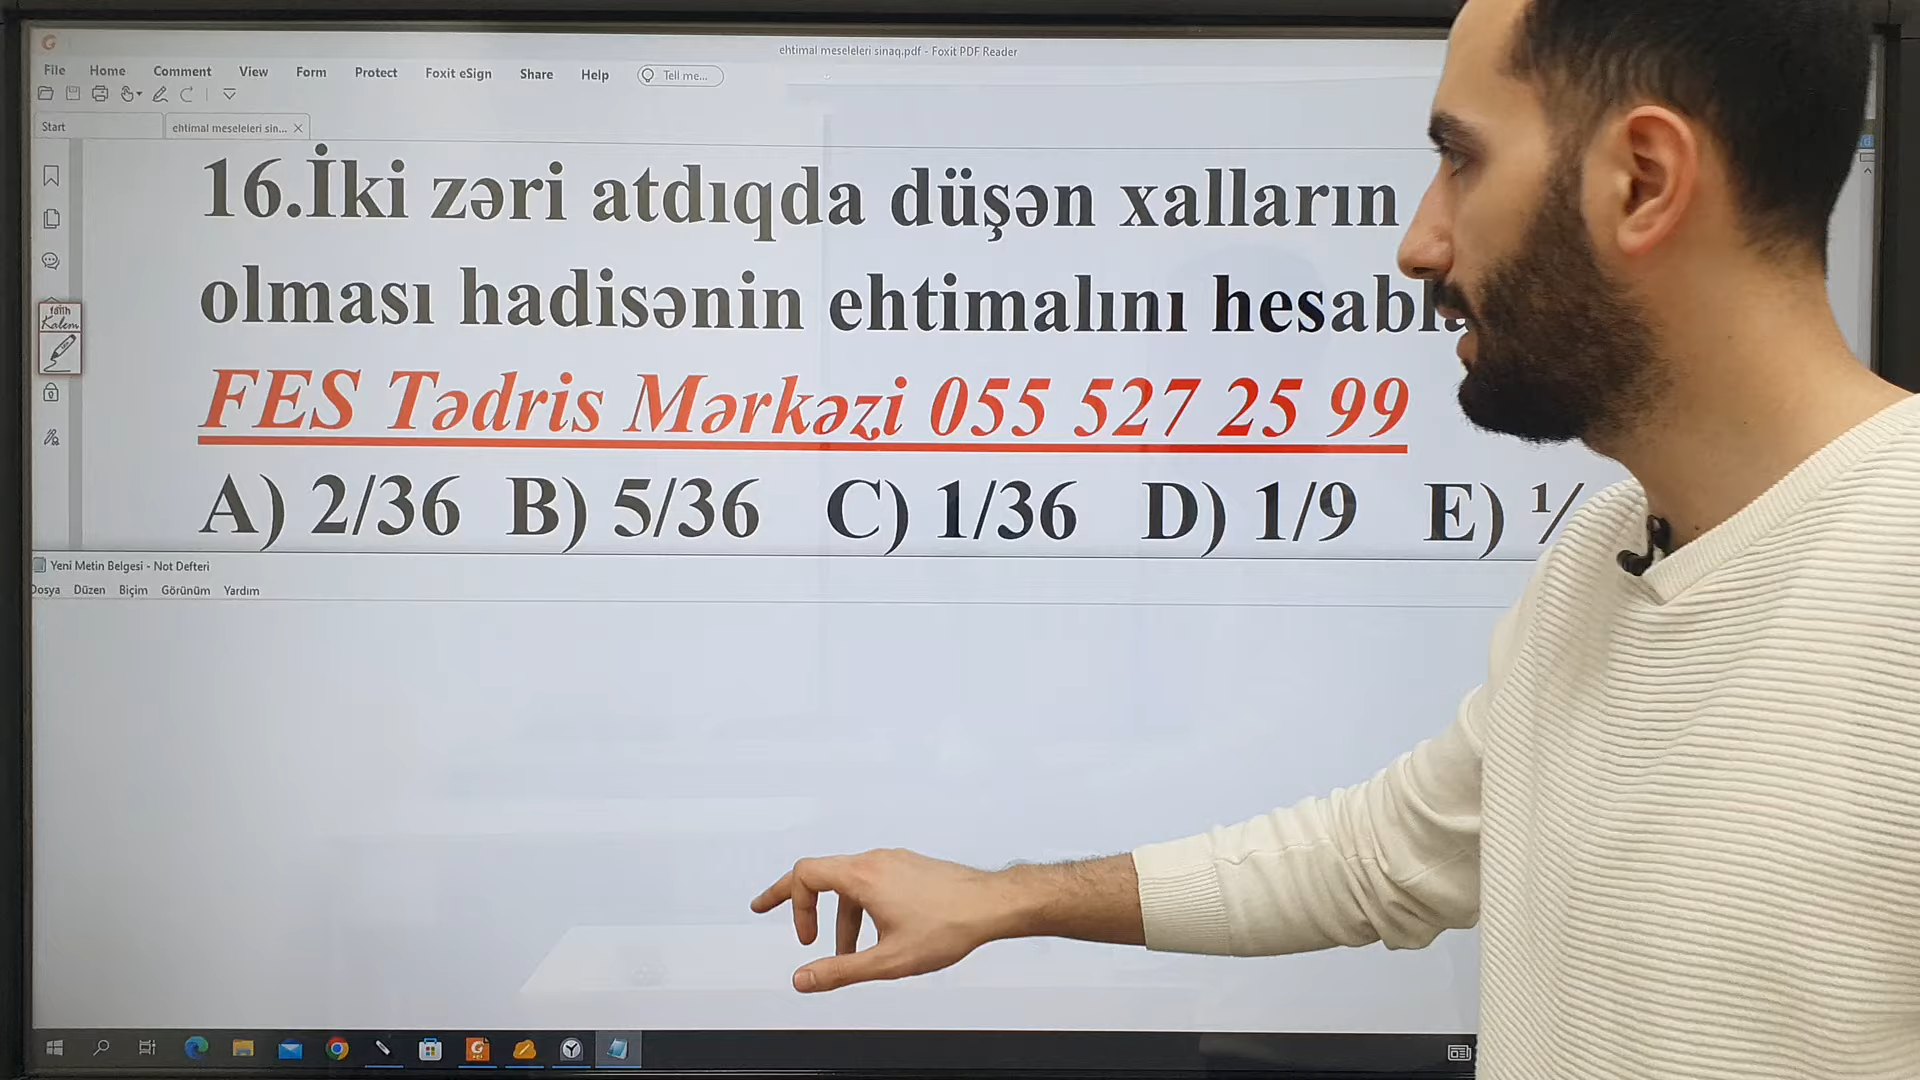 ehtimal meseleleri sinaq.pdf - Foxit PDF Reader
File Home Comment View Form Protect Foxit eSign Share Help Tell me...
Start ehtimal meseleleri sin...
16.İki zəri atdıqda düşən xalların
olması hadisənin ehtimalını
FES Tədris Mərkəzi 055 527 25 99
A) 2/36 B) 5/36 C) 1/36 D) 1/9 E)
fatih
Kalem
Yeni Metin Belgesi - Not Defteri
Dosya Düzen Biçim Görünüm Yardım